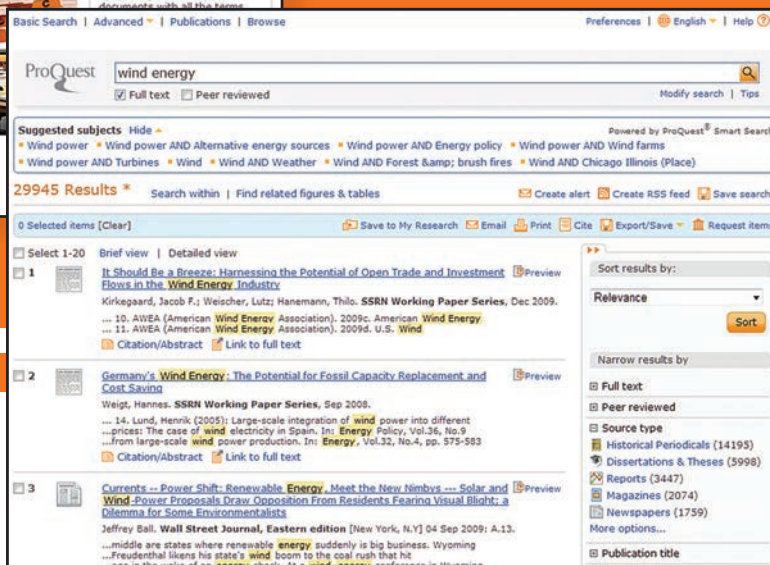 documents with all the terms
Basic Search | Advanced | Publications | Browse
Preferences | English | Help
ProQuest
wind energy
Full text Peer reviewed
Modify search | Tips
Suggested subjects Hide
Powered by ProQuest® Smart Search
Wind power Wind power AND Alternative energy sources Wind power AND Energy policy Wind power AND Wind farms
Wind power AND Turbines Wind Wind AND Weather Wind AND Forest &amp; brush fires Wind AND Chicago Illinois (Place)
29945 Results * Search within | Find related figures & tables
Create alert Create RSS feed Save search
0 Selected items [Clear]
Save to My Research Email Print Cite Export/Save Request items
Select 1-20 Brief view | Detailed view
1 It Should Be a Breeze: Harnessing the Potential of Open Trade and Investment Preview
Flows in the Wind Energy Industry
Kirkegaard, Jacob F.; Weischer, Lutz; Hanemann, Thilo. SSRN Working Paper Series, Dec 2009.
... 10. AWEA (American Wind Energy Association). 2009c. American Wind Energy
... 11. AWEA (American Wind Energy Association). 2009d. U.S. Wind
Citation/Abstract Link to full text
2 Germany's Wind Energy: The Potential for Fossil Capacity Replacement and Preview
Cost Saving
Weigt, Hannes. SSRN Working Paper Series, Sep 2008.
... 14. Lund, Henrik (2005): Large-scale integration of wind power into different
...prices: The case of wind electricity in Spain. In: Energy Policy, Vol.36, No.9
...from large-scale wind power production. In: Energy, Vol.32, No.4, pp. 575-583
Citation/Abstract Link to full text
3 Currents -- Power Shift: Renewable Energy, Meet the New Nimbys --- Solar and Preview
Wind-Power Proposals Draw Opposition From Residents Fearing Visual Blight; a
Dilemma for Some Environmentalists
Jeffrey Ball. Wall Street Journal, Eastern edition [New York, N.Y] 04 Sep 2009: A.13.
...middle are states where renewable energy suddenly is big business. Wyoming
...Freudenthal likens his state's wind boom to the coal rush that hit
Sort results by:
Relevance
Sort
Narrow results by
Full text
Peer reviewed
Source type
Historical Periodicals (14195)
Dissertations & Theses (5998)
Reports (3447)
Magazines (2074)
Newspapers (1759)
More options...
Publication title